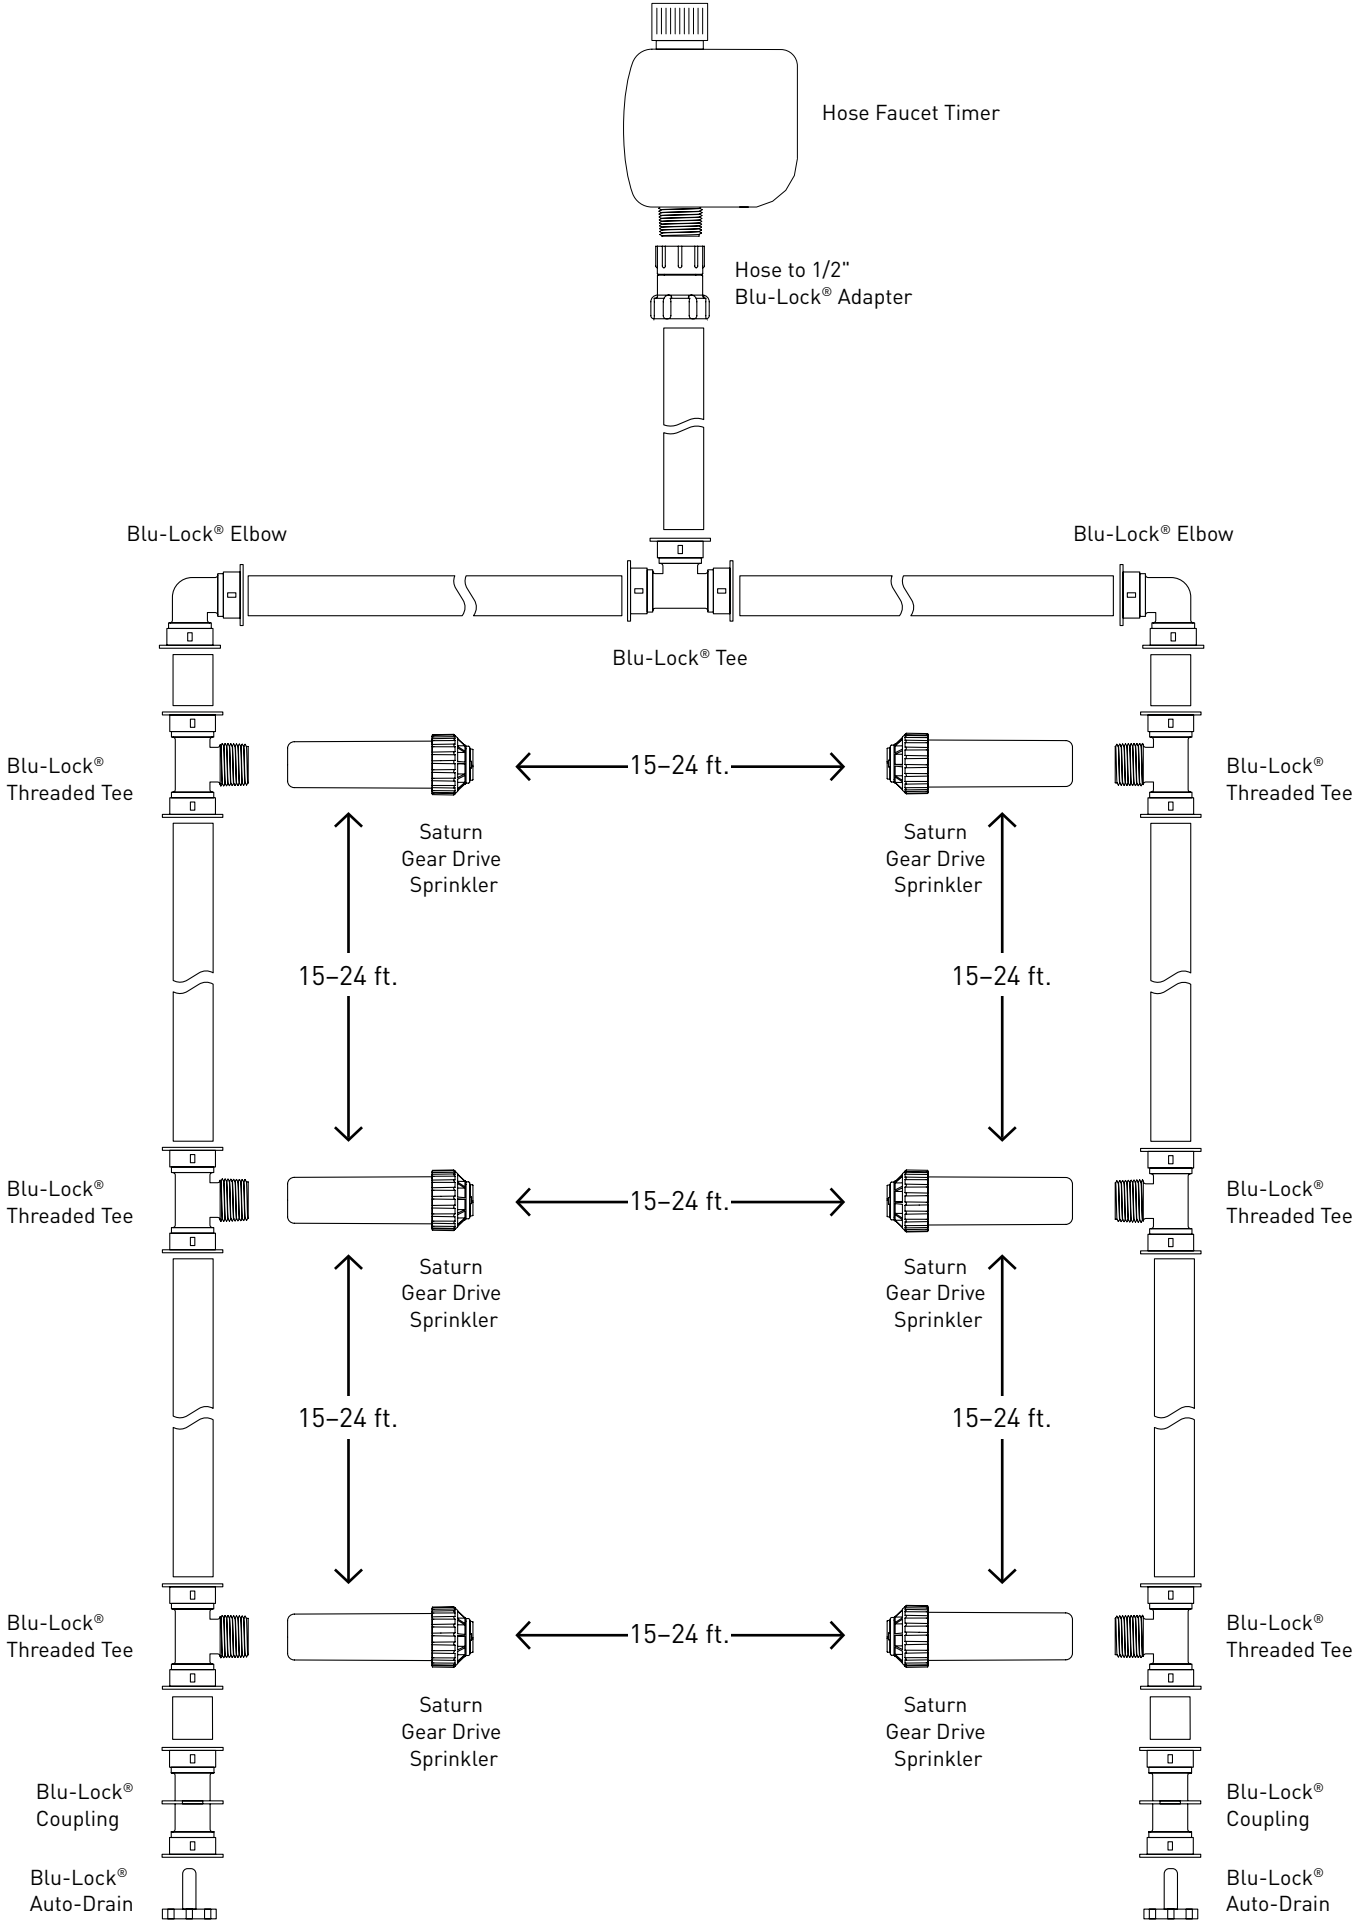 Hose Faucet Timer
Hose to 1/2"
Blu-Lock® Adapter
Blu-Lock® Elbow
Blu-Lock® Elbow
Blu-Lock® Tee
Blu-Lock®
Threaded Tee
15–24 ft.
Blu-Lock®
Threaded Tee
Saturn
Gear Drive
Sprinkler
Saturn
Gear Drive
Sprinkler
15–24 ft.
15–24 ft.
Blu-Lock®
Threaded Tee
15–24 ft.
Blu-Lock®
Threaded Tee
Saturn
Gear Drive
Sprinkler
Saturn
Gear Drive
Sprinkler
15–24 ft.
15–24 ft.
Blu-Lock®
Threaded Tee
15–24 ft.
Blu-Lock®
Threaded Tee
Saturn
Gear Drive
Sprinkler
Saturn
Gear Drive
Sprinkler
Blu-Lock®
Coupling
Blu-Lock®
Coupling
Blu-Lock®
Auto-Drain
Blu-Lock®
Auto-Drain